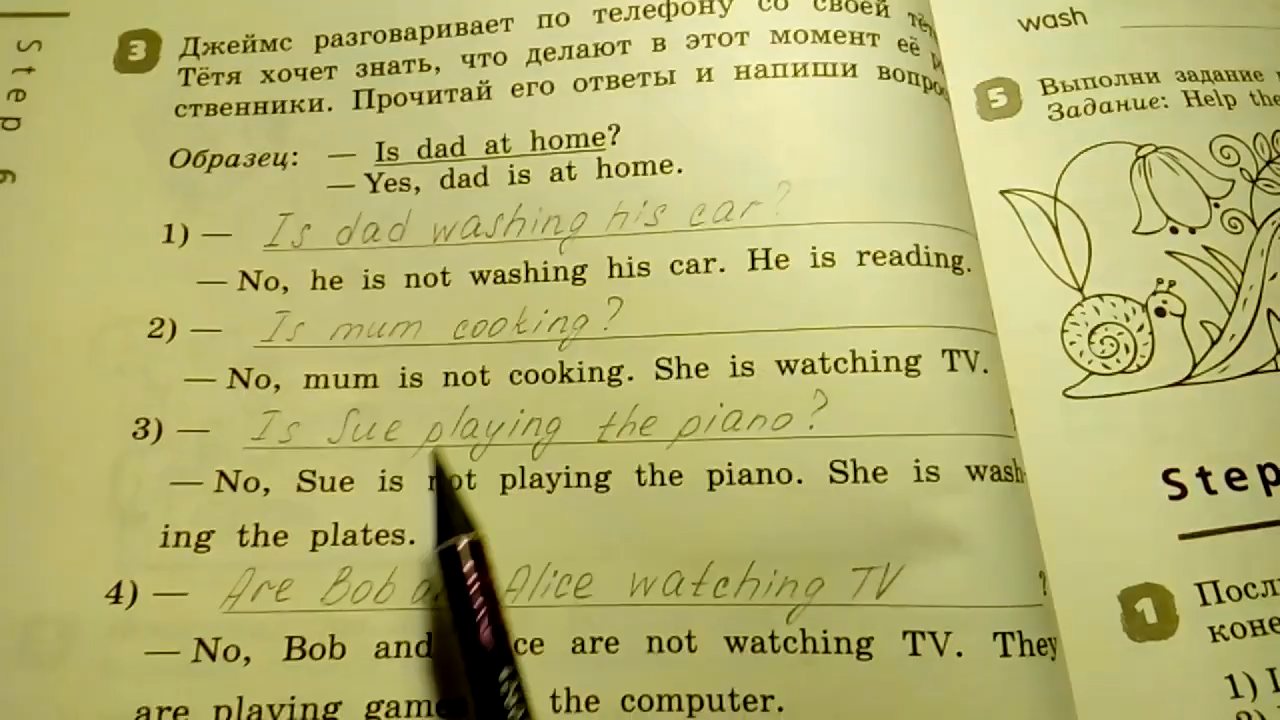 Step 6
3 Джеймс разговаривает по телефону со своей
Тётя хочет знать, что делают в этот момент её
ственники. Прочитай его ответы и напиши
Образец: — Is dad at home?
— Yes, dad is at home.
1) — Is dad washing his car?
— No, he is not washing his car. He is reading.
2) — Is mum cooking?
— No, mum is not cooking. She is watching TV.
3) — Is Sue playing the piano?
— No, Sue is not playing the piano. She is wash-
ing the plates.
4) — Are Bob Alice watching TV ?
— No, Bob and are not watching TV. They
are playing the computer.
wash
5 Выполни задание
Задание: Help the
Step
1
1)